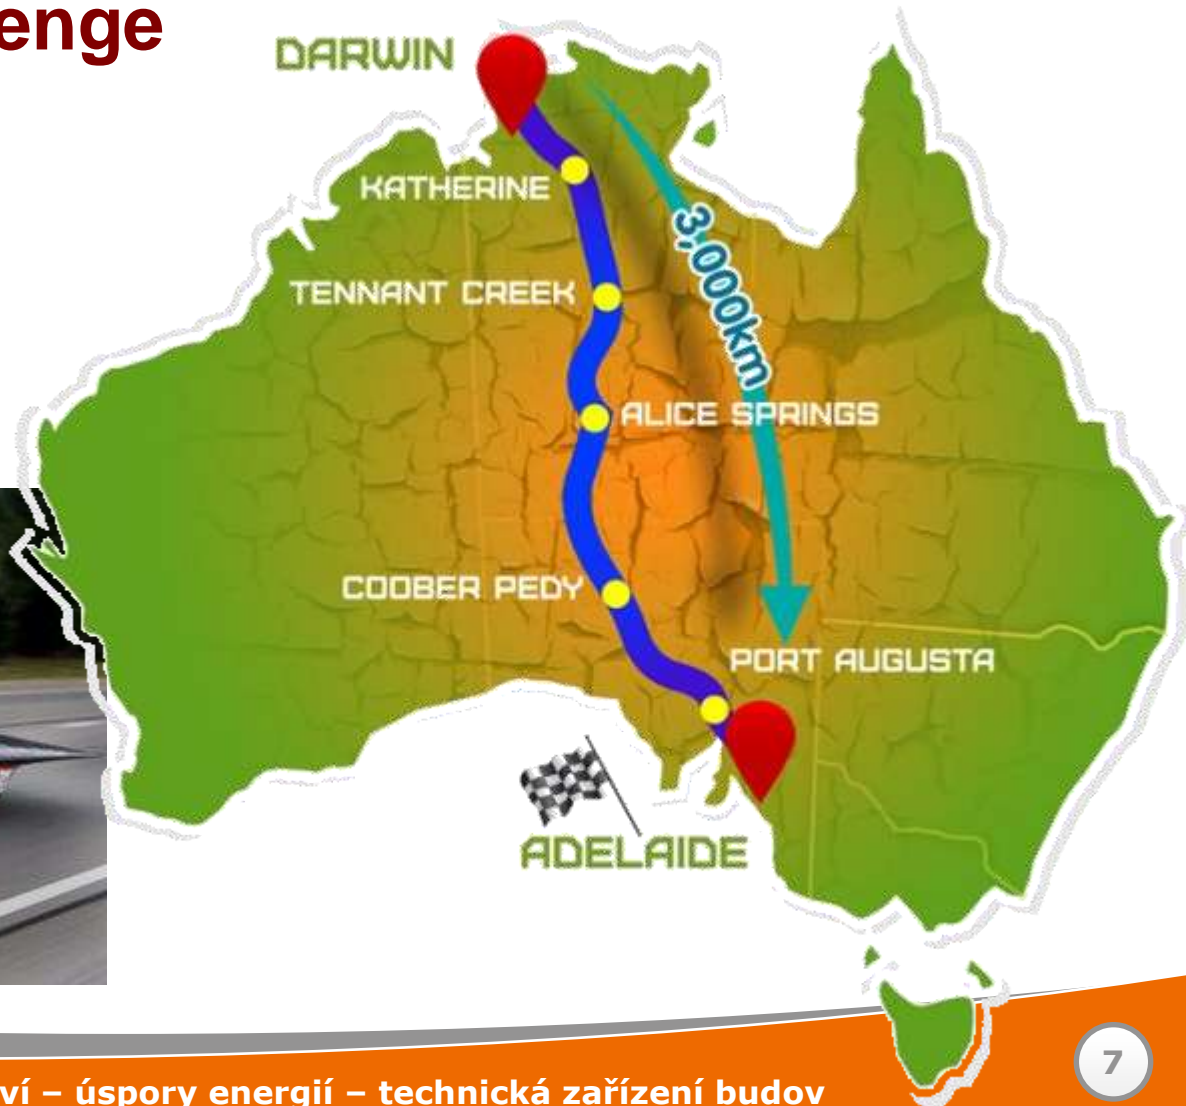 enge
DARWIN
KATHERINE
TENNANT CREEK
3,000km
ALICE SPRINGS
COOBER PEDY
PORT AUGUSTA
ADELAIDE
ví – úspory energií – technická zařízení budov
7